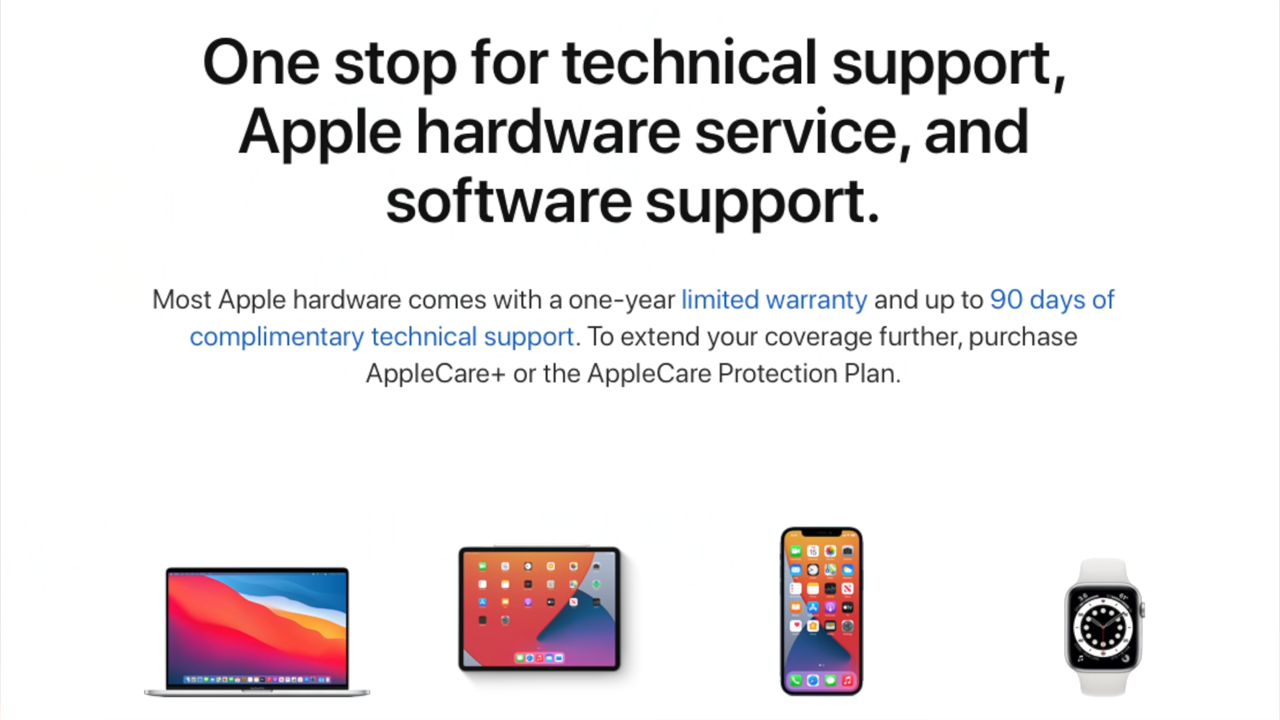 One stop for technical support,
Apple hardware service, and
software support.
Most Apple hardware comes with a one-year limited warranty and up to 90 days of
complimentary technical support. To extend your coverage further, purchase
AppleCare+ or the AppleCare Protection Plan.